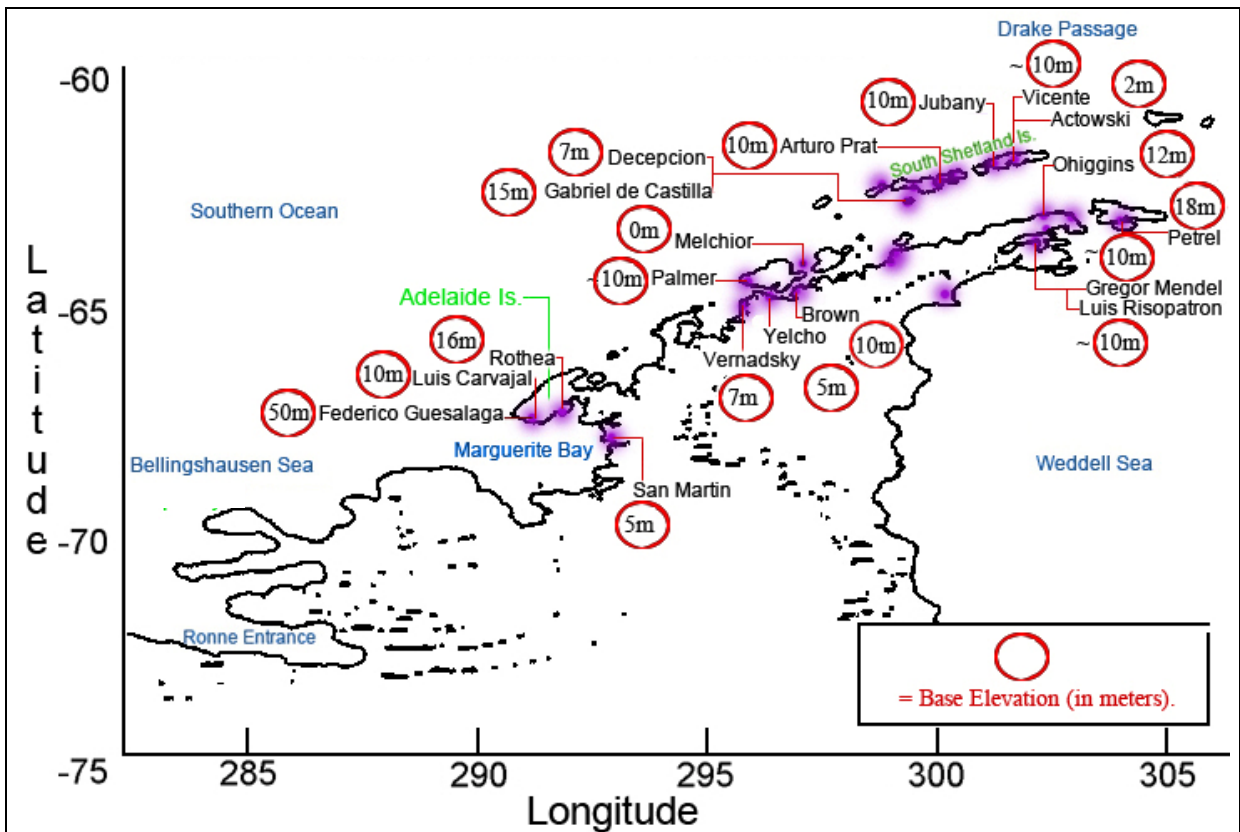 Drake Passage
-60
~ 10m
2m
10m
Jubany
Vicente
Actowski
7m
Decepcion
10m
Arturo Prat
South Shetland Is.
Ohiggins
12m
15m
Gabriel de Castilla
Southern Ocean
0m
Melchior
18m
Petrel
~ 10m
~ 10m
Palmer
Gregor Mendel
Luis Risopatron
~ 10m
Adelaide Is.
-65
Brown
Yelcho
Vernadsky
10m
5m
7m
16m
Rothea
10m
Luis Carvajal
50m
Federico Guesalaga
Latitude
Marguerite Bay
Bellingshausen Sea
Weddell Sea
San Martin
5m
-70
Ronne Entrance
= Base Elevation (in meters).
-75
285
290
295
300
305
Longitude